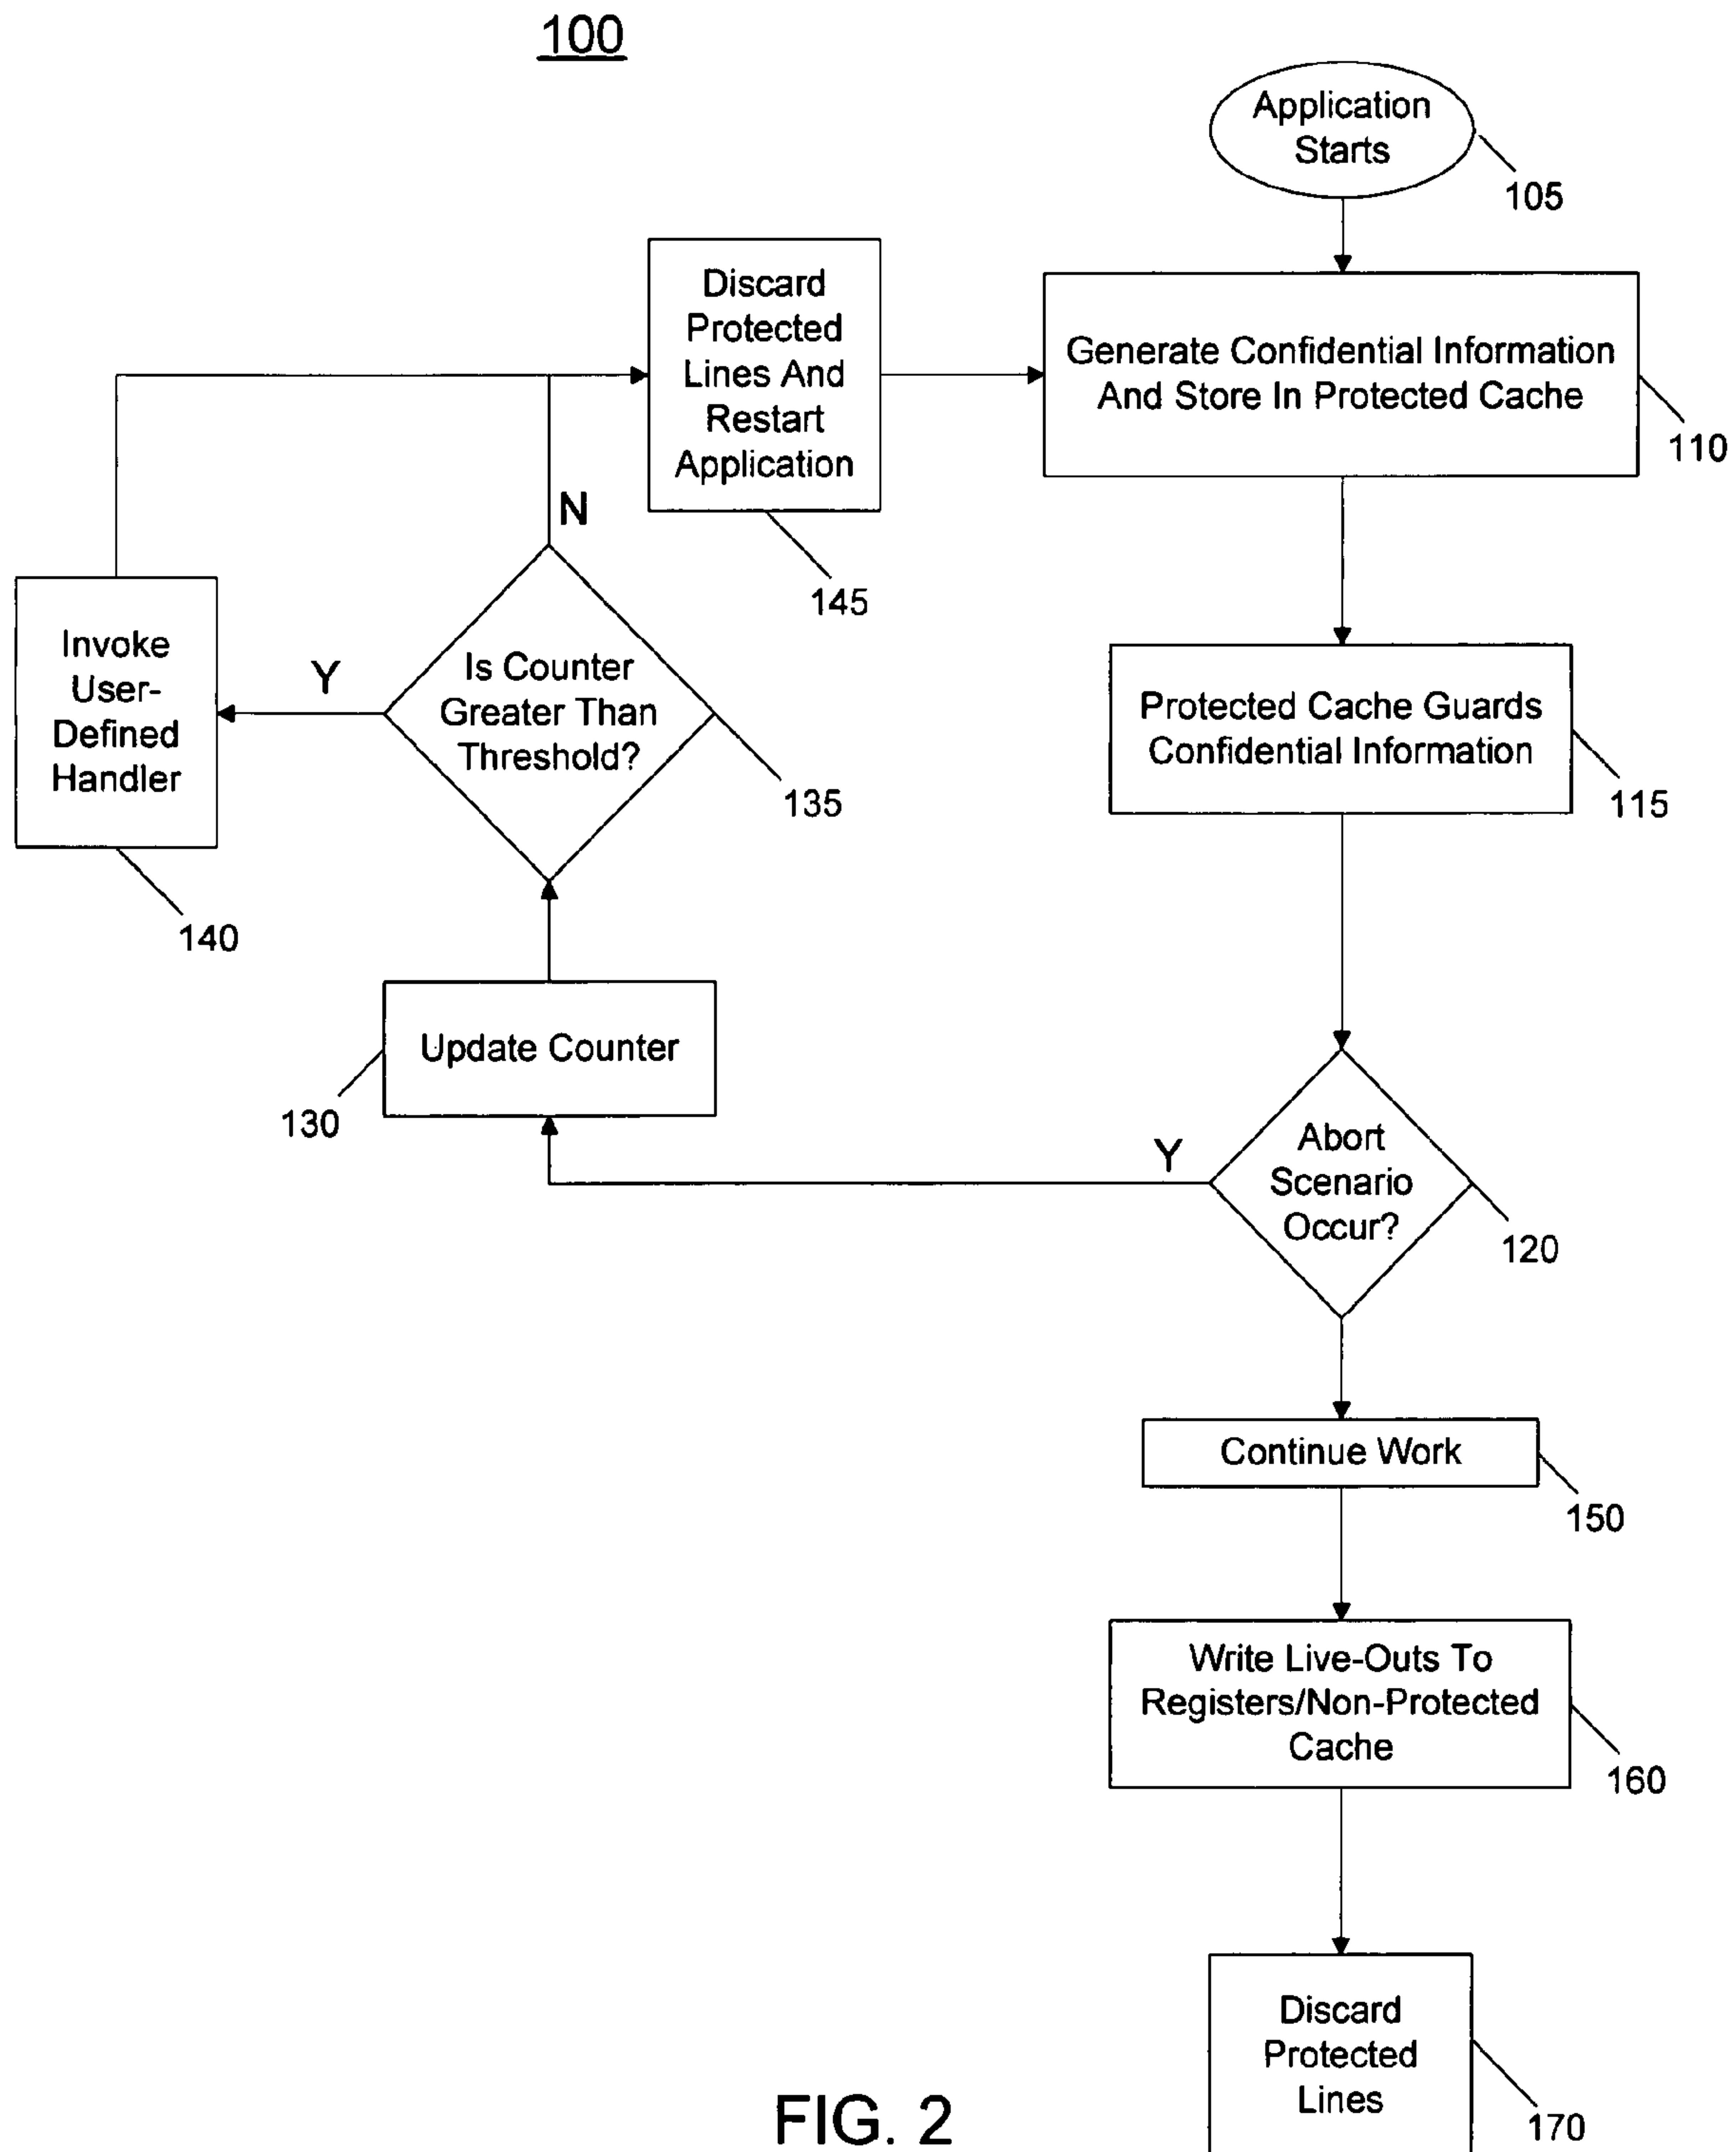 100
Application
Starts
105
Generate Confidential Information
And Store In Protected Cache
110
Discard
Protected
Lines And
Restart
Application
145
N
Invoke
User-
Defined
Handler
140
Y
Is Counter
Greater Than
Threshold?
135
Protected Cache Guards
Confidential Information
115
Update Counter
130
Y
Abort
Scenario
Occur?
120
Continue Work
150
Write Live-Outs To
Registers/Non-Protected
Cache
160
Discard
Protected
Lines
170
FIG. 2